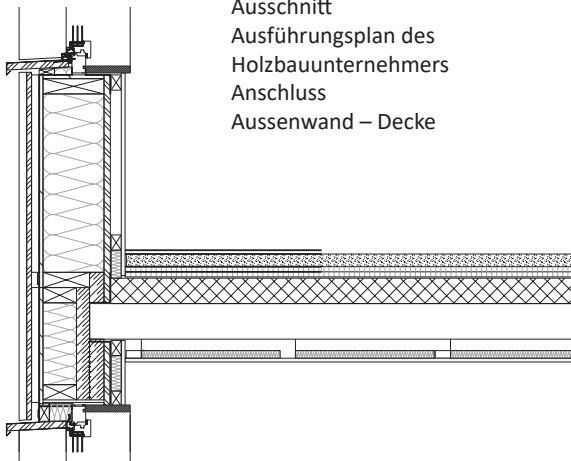 Ausschnitt
Ausführungsplan des
Holzbauunternehmers
Anschluss
Aussenwand – Decke